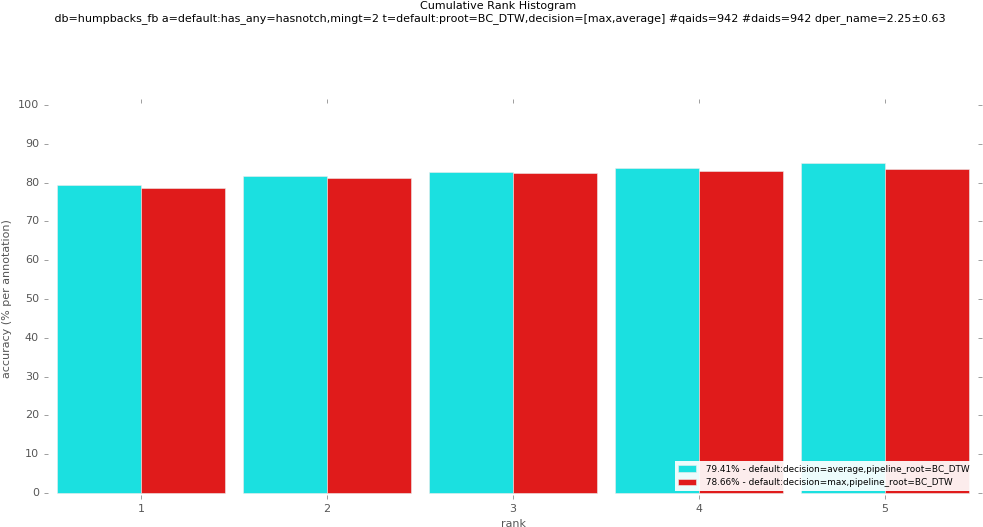 Cumulative Rank Histogram
db=humpbacks_fb a=default:has_any=hasnotch,mingt=2 t=default:proot=BC_DTW,decision=[max,average] #qaids=942 #daids=942 dper_name=2.25±0.63
100
90
80
70
60
50
40
30
20
10
0
accuracy (% per annotation)
79.41% - default:decision=average,pipeline_root=BC_DTW
78.66% - default:decision=max,pipeline_root=BC_DTW
1 2 3 4 5
rank